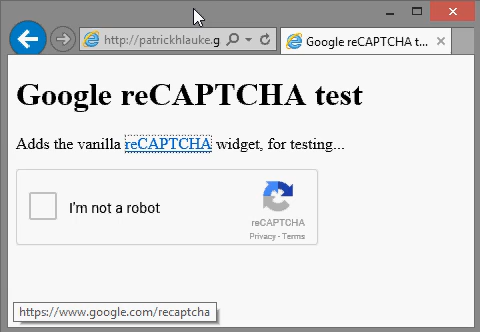 http://patrickhlauke.g
Google reCAPTCHA t...
Google reCAPTCHA test
Adds the vanilla reCAPTCHA widget, for testing...
I'm not a robot
reCAPTCHA
Privacy - Terms
https://www.google.com/recaptcha